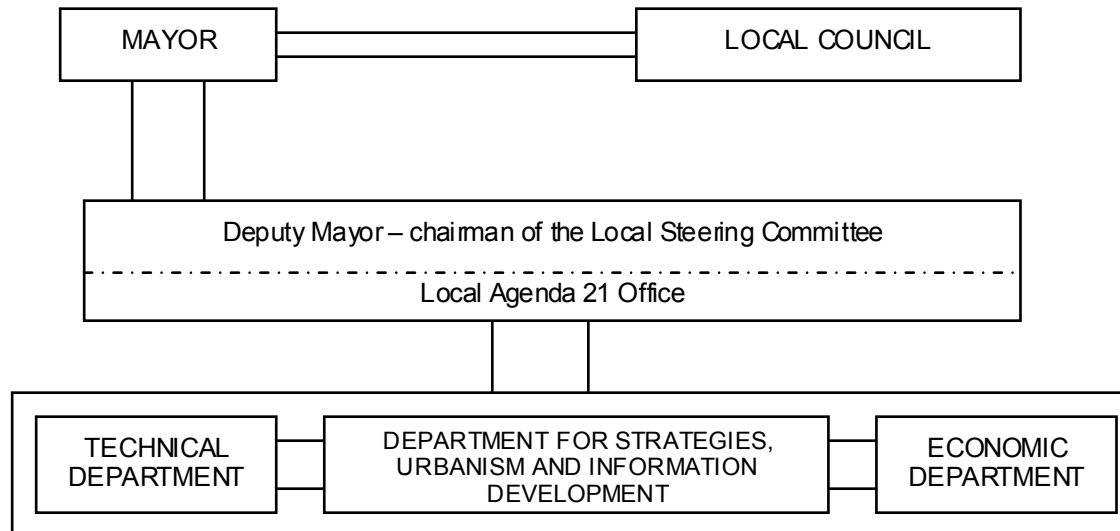 MAYOR
LOCAL COUNCIL
Deputy Mayor – chairman of the Local Steering Committee
Local Agenda 21 Office
TECHNICAL
DEPARTMENT
DEPARTMENT FOR STRATEGIES,
URBANISM AND INFORMATION
DEVELOPMENT
ECONOMIC
DEPARTMENT